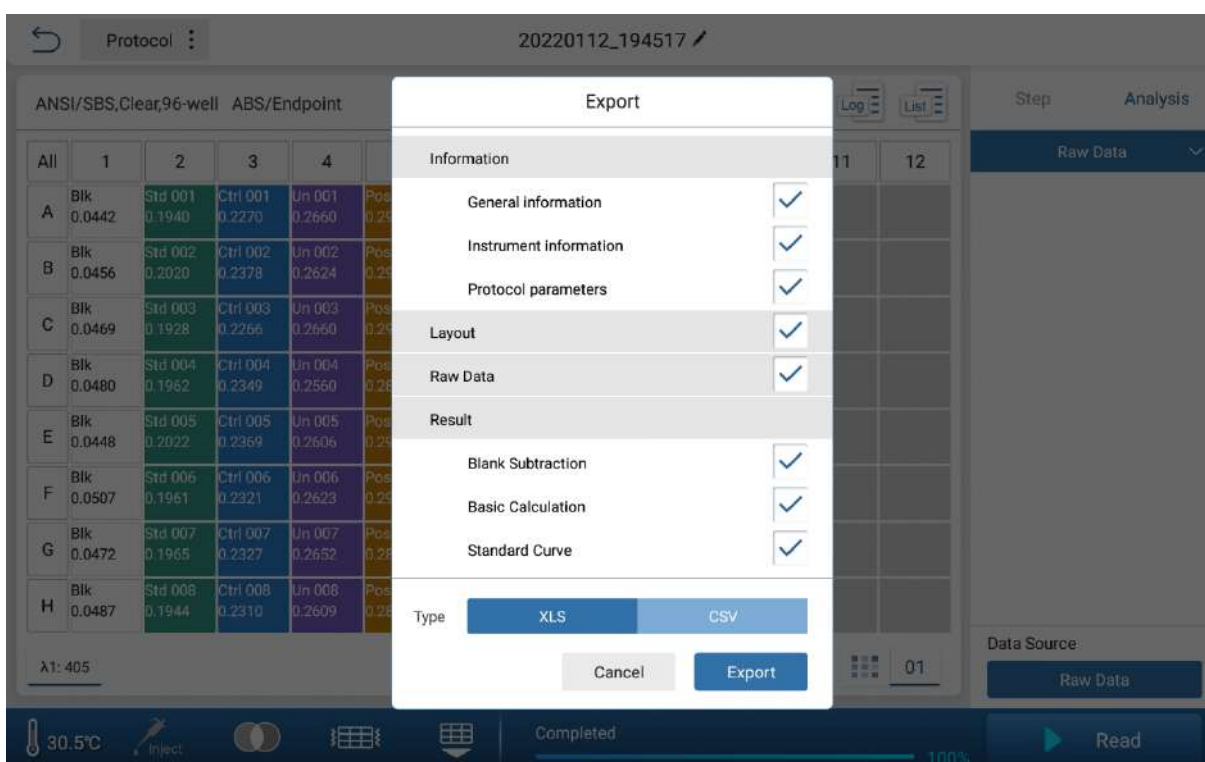 Protocol
20220112_194517
ANSI/SBS,Clear,96-well ABS/Endpoint
Export
Log
List
Step
Analysis
Raw Data
All 1 2 3 4 11 12
Information
General information
Instrument information
Protocol parameters
Layout
Raw Data
Result
Blank Subtraction
Basic Calculation
Standard Curve
Type XLS CSV
Cancel Export
Blk Std 001 Ctrl 001 Un 001 Pos
A 0.0442 0.1940 0.2270 0.2660
Blk Std 002 Ctrl 002 Un 002 Pos
B 0.0456 0.2020 0.2378 0.2624
Blk Std 003 Ctrl 003 Un 003 Pos
C 0.0469 0.1928 0.2266 0.2660
Blk Std 004 Ctrl 004 Un 004 Pos
D 0.0480 0.1962 0.2349 0.2560
Blk Std 005 Ctrl 005 Un 005 Pos
E 0.0448 0.2022 0.2369 0.2606
Blk Std 006 Ctrl 006 Un 006 Pos
F 0.0507 0.1961 0.2321 0.2623
Blk Std 007 Ctrl 007 Un 007 Pos
G 0.0472 0.1965 0.2327 0.2652
Blk Std 008 Ctrl 008 Un 008 Pos
H 0.0487 0.1944 0.2310 0.2609
λ1: 405
01
Data Source
Raw Data
30.5℃
Inject
Completed
100%
Read